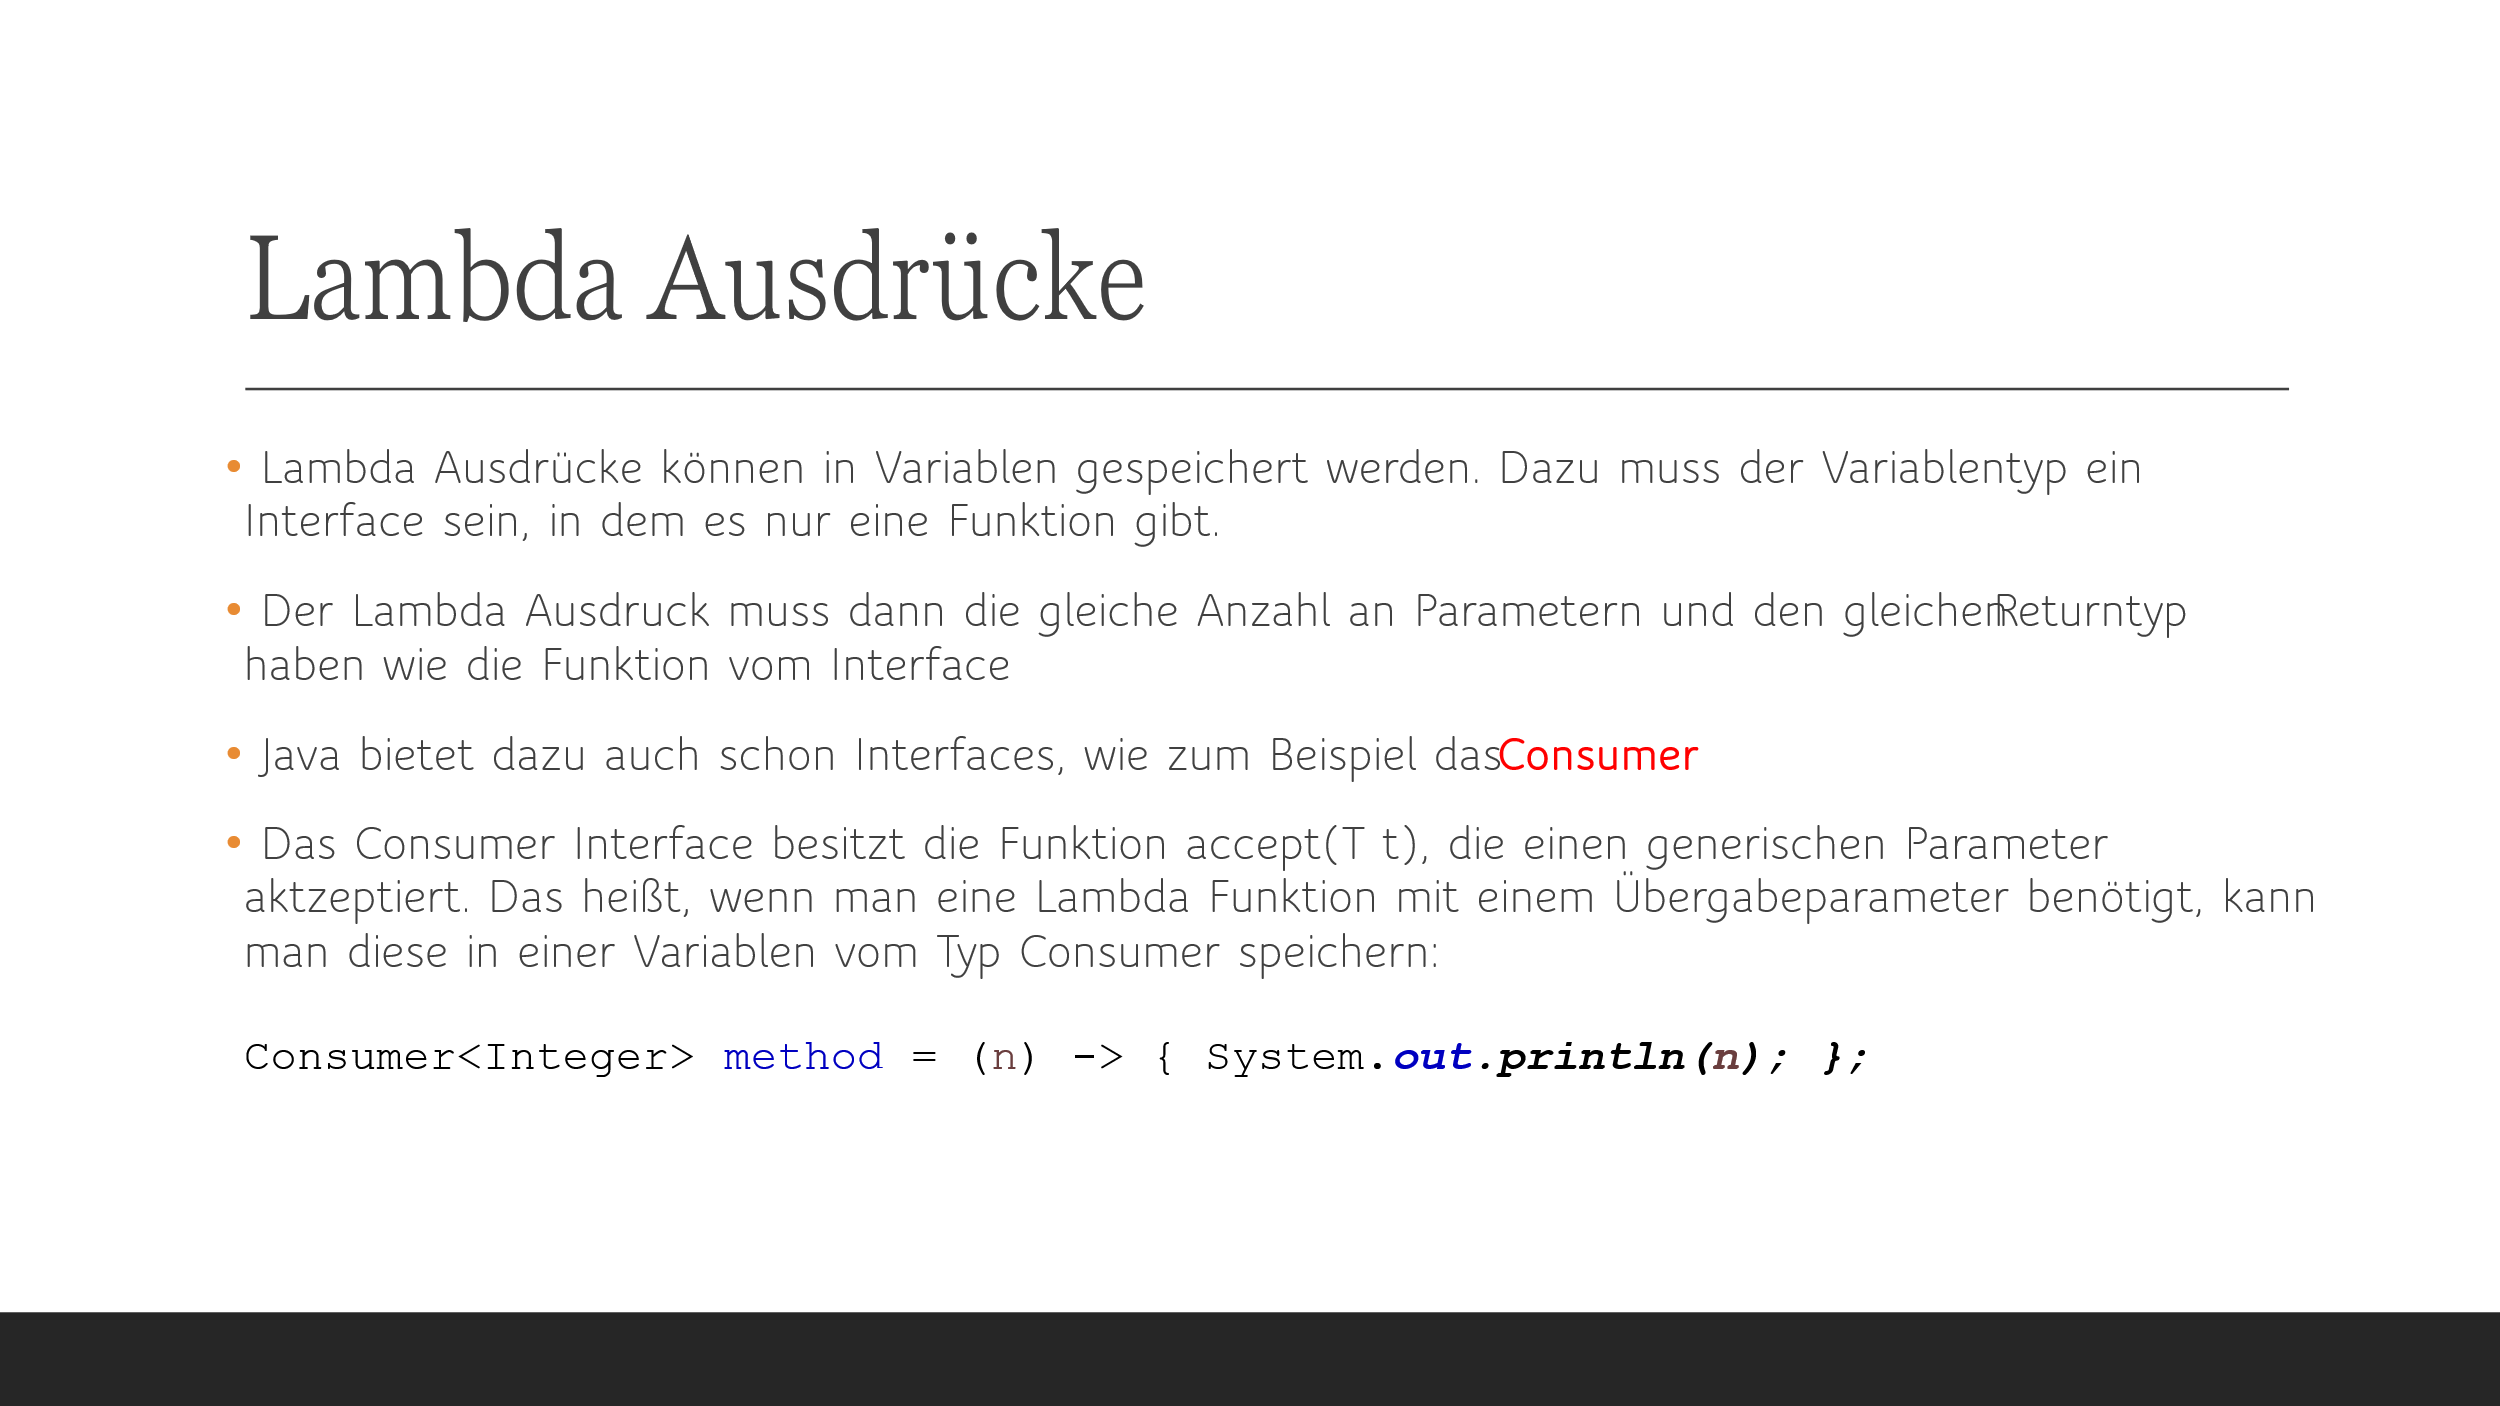 Lambda Ausdrücke
• Lambda Ausdrücke können in Variablen gespeichert werden. Dazu muss der Variablentyp ein
Interface sein, in dem es nur eine Funktion gibt.
• Der Lambda Ausdruck muss dann die gleiche Anzahl an Parametern und den gleichen Returntyp
haben wie die Funktion vom Interface
• Java bietet dazu auch schon Interfaces, wie zum Beispiel das Consumer
• Das Consumer Interface besitzt die Funktion accept(T t), die einen generischen Parameter
aktzeptiert. Das heißt, wenn man eine Lambda Funktion mit einem Übergabeparameter benötigt, kann
man diese in einer Variablen vom Typ Consumer speichern:
Consumer<Integer> method = (n) -> { System.out.println(n); };